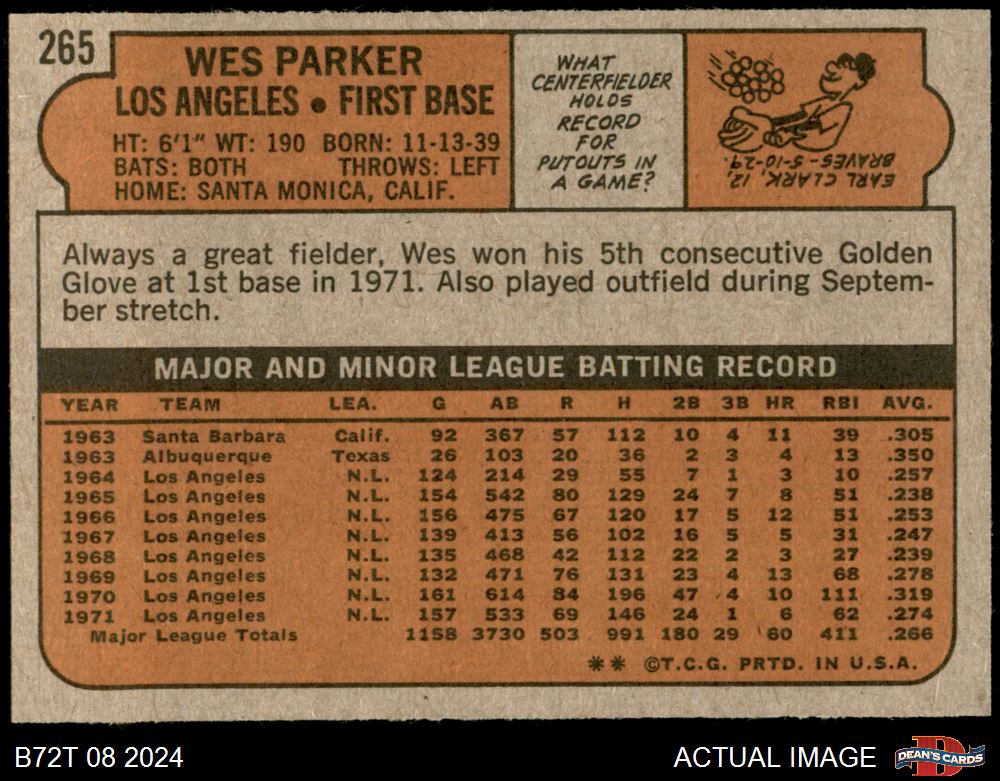 265
WES PARKER
LOS ANGELES • FIRST BASE
HT: 6'1" WT: 190 BORN: 11-13-39
BATS: BOTH THROWS: LEFT
HOME: SANTA MONICA, CALIF.
WHAT
CENTERFIELDER
HOLDS
RECORD
FOR
PUTOUTS IN
A GAME?
EARL CLARK, 12,
BRAVES-5-10-29.
Always a great fielder, Wes won his 5th consecutive Golden
Glove at 1st base in 1971. Also played outfield during Septem-
ber stretch.
MAJOR AND MINOR LEAGUE BATTING RECORD
YEAR TEAM LEA. G AB R H 2B 3B HR RBI AVG.
1963 Santa Barbara Calif. 92 367 57 112 10 4 11 39 .305
1963 Albuquerque Texas 26 103 20 36 2 3 4 13 .350
1964 Los Angeles N.L. 124 214 29 55 7 1 3 10 .257
1965 Los Angeles N.L. 154 542 80 129 24 7 8 51 .238
1966 Los Angeles N.L. 156 475 67 120 17 5 12 51 .253
1967 Los Angeles N.L. 139 413 56 102 16 5 5 31 .247
1968 Los Angeles N.L. 135 468 42 112 22 2 3 27 .239
1969 Los Angeles N.L. 132 471 76 131 23 4 13 68 .278
1970 Los Angeles N.L. 161 614 84 196 47 4 10 111 .319
1971 Los Angeles N.L. 157 533 69 146 24 1 6 62 .274
Major League Totals 1158 3730 503 991 180 29 60 411 .266
** ©T.C.G. PRTD. IN U.S.A.
B72T 08 2024
ACTUAL IMAGE
D
DEAN'S CARDS